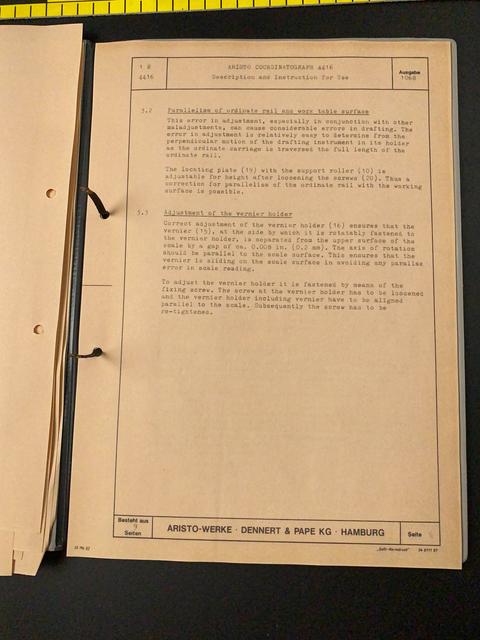 1 B
4416
ARISTO COORDINATOGRAPH 4416
Description and Instruction for Use
Ausgabe
1068
5.2 Parallelism of ordinate rail and work table surface
This error in adjustment, especially in conjunction with other
maladjustments, can cause considerable errors in drafting. The
error in adjustment is relatively easy to determine from the
perpendicular motion of the drafting instrument in its holder
as the ordinate carriage is traversed the full length of the
ordinate rail.
The locating plate (19) with the support roller (10) is
adjustable for height after loosening the screws (20). Thus a
correction for parallelism of the ordinate rail with the working
surface is possible.
5.3 Adjustment of the vernier holder
Correct adjustment of the vernier holder (16) ensures that the
vernier (15), at the side by which it is rotatably fastened to
the vernier holder, is separated from the upper surface of the
scale by a gap of ca. 0.008 in. (0.2 mm). The axis of rotation
should be parallel to the scale surface. This ensures that the
vernier is sliding on the scale surface in avoiding any parallax
error in scale reading.
To adjust the vernier holder it is fastened by means of the
fixing screw. The screw at the vernier holder has to be loosened
and the vernier holder including vernier have to be aligned
parallel to the scale. Subsequently the screw has to be
re-tightened.
Besteht aus
9
Seiten
ARISTO-WERKE · DENNERT & PAPE KG · HAMBURG
Seite